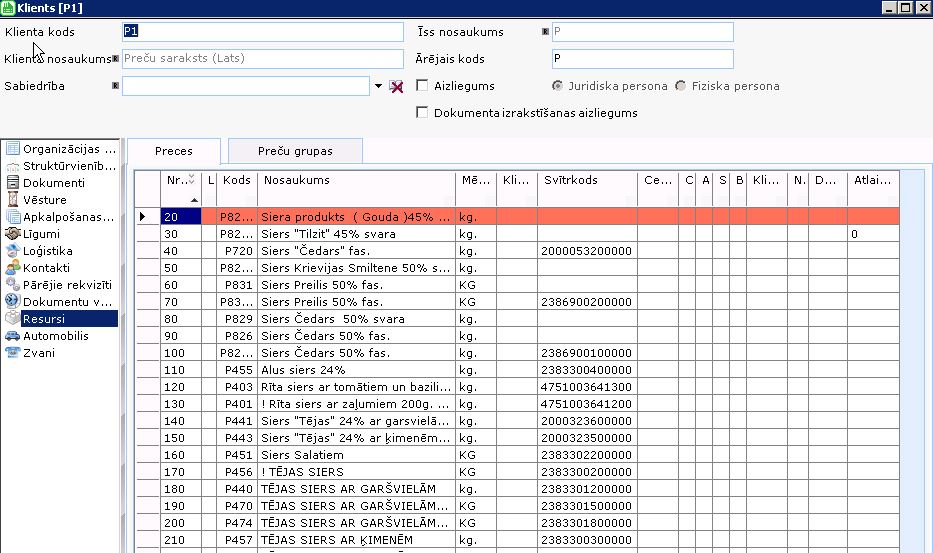 Klients [P1]
Klienta kods P1 Īss nosaukums P
Klienta nosaukums Preču saraksts (Lats) Ārējais kods P
Sabiedrība Aizliegums Juridiska persona Fiziska persona
Dokumenta izrakstīšanas aizliegums
Organizācijas ...
Struktūrvienīb...
Dokumenti
Vēsture
Apkalpošanas...
Līgumi
Loģistika
Kontakti
Pārējie rekvizīti
Dokumentu v...
Resursi
Automobilis
Zvani
Preces Preču grupas
Nr... L Kods Nosaukums Mē... Kli... Svītrkods Ce... C A S B Kli... N. D... Atlai...
20 P82... Siera produkts ( Gouda )45% ... kg.
30 P82... Siers "Tilzit" 45% svara kg. 0
40 P720 Siers "Čedars" fas. kg. 2000053200000
50 P82... Siers Krievijas Smiltene 50% s... kg.
60 P831 Siers Preilis 50% fas. KG
70 P83... Siers Preilis 50% fas. KG 2386900200000
80 P829 Siers Čedars 50% svara kg.
90 P826 Siers Čedars 50% fas. kg.
100 P82... Siers Čedars 50% fas. kg. 2386900100000
110 P455 Alus siers 24% kg. 2383300400000
120 P403 Rīta siers ar tomātiem un bazili... kg. 4751003641300
130 P401 ! Rīta siers ar zaļumiem 200g. ... kg. 4751003641200
140 P441 Siers "Tējas" 24% ar garsvielā... kg. 2000323600000
150 P443 Siers "Tējas" 24% ar ķimenēm... kg. 2000323500000
160 P451 Siers Salatiem KG 2383302200000
170 P456 ! TĒJAS SIERS KG 2383300200000
180 P440 TĒJAS SIERS AR GARŠVIELĀM kg. 2383301200000
190 P470 TĒJAS SIERS AR GARŠVIELĀM... KG 2383301500000
200 P474 TĒJAS SIERS AR GARŠVIELĀM... KG 2383301800000
210 P457 TĒJAS SIERS AR ĶIMENĒM KG 2383300300000